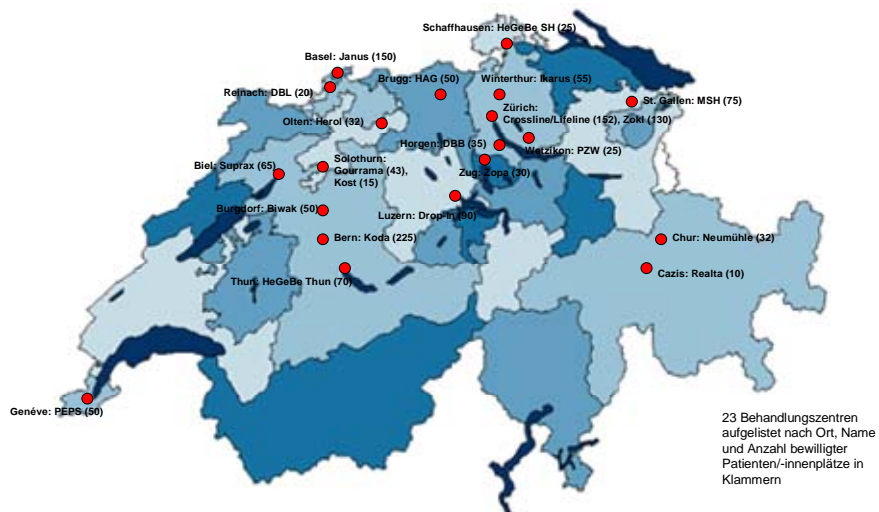 Schaffhausen: HeGeBe SH (25)
Basel: Janus (150)
Brugg: HAG (50)
Winterthur: Ikarus (55)
Reinach: DBL (20)
St. Gallen: MSH (75)
Zürich:
Crossline/Lifeline (152), Zokl (130)
Olten: Herol (32)
Horgen: DBB (35)
Wetzikon: PZW (25)
Biel: Suprax (65)
Solothurn:
Gourrama (43),
Kost (15)
Zug: Zopa (30)
Burgdorf: Biwak (50)
Luzern: Drop-In (90)
Bern: Koda (225)
Chur: Neumühle (32)
Thun: HeGeBe Thun (70)
Cazis: Realta (10)
Genéve: PEPS (50)
23 Behandlungszentren
aufgelistet nach Ort, Name
und Anzahl bewilligter
Patienten/-innenplätze in
Klammern